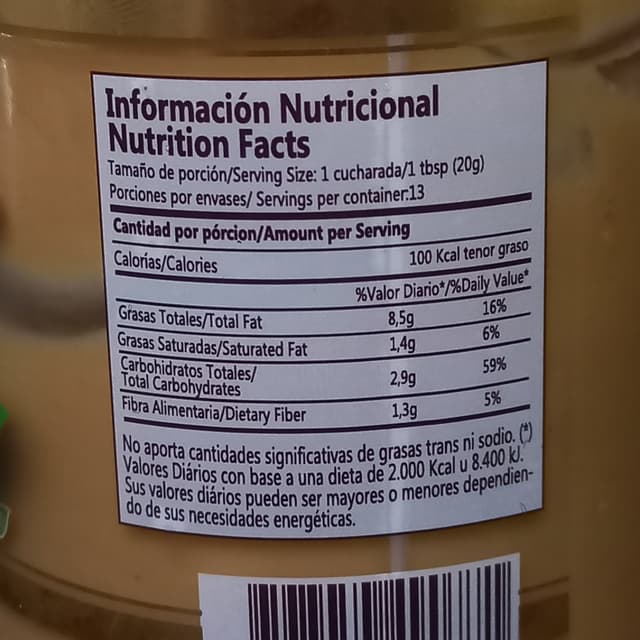 Información Nutricional
Nutrition Facts
Tamaño de porción/Serving Size: 1 cucharada/1 tbsp (20g)
Porciones por envases/ Servings per container:13
Cantidad por pórcion/Amount per Serving
Calorías/Calories 100 Kcal tenor graso
%Valor Diario*/%Daily Value*
Grasas Totales/Total Fat 8,5g 16%
Grasas Saturadas/Saturated Fat 1,4g 6%
Carbohidratos Totales/
Total Carbohydrates 2,9g 59%
Fibra Alimentaria/Dietary Fiber 1,3g 5%
No aporta cantidades significativas de grasas trans ni sodio. (*)
Valores Diários con base a una dieta de 2.000 Kcal u 8.400 kJ.
Sus valores diários pueden ser mayores o menores dependien-
do de sus necesidades energéticas.